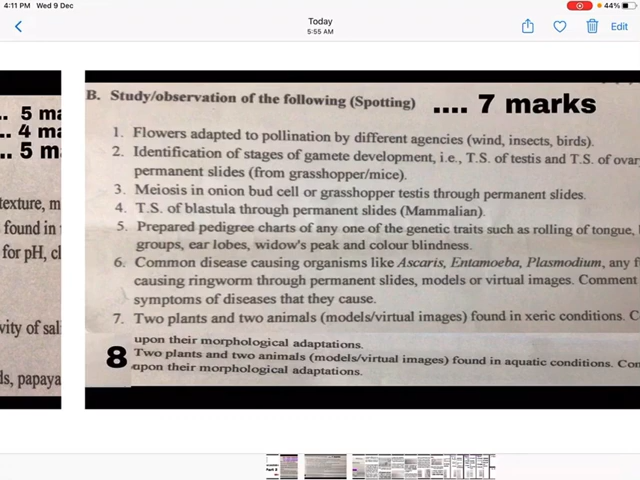 4:11 PM Wed 9 Dec
44%
Today
5:55 AM
Edit
.. 5 ma
.. 4 ma
.. 5 m
texture, m
found in
for pH, cl
vity of sal
ds, papaya
B. Study/observation of the following (Spotting) .... 7 marks
1. Flowers adapted to pollination by different agencies (wind, insects, birds).
2. Identification of stages of gamete development, i.e., T.S. of testis and T.S. of ovar
permanent slides (from grasshopper/mice).
3. Meiosis in onion bud cell or grasshopper testis through permanent slides.
4. T.S. of blastula through permanent slides (Mammalian).
5. Prepared pedigree charts of any one of the genetic traits such as rolling of tongue,
groups, ear lobes, widow's peak and colour blindness.
6. Common disease causing organisms like Ascaris, Entamoeba, Plasmodium, any f
causing ringworm through permanent slides, models or virtual images. Comment
symptoms of diseases that they cause.
7. Two plants and two animals (models/virtual images) found in xeric conditions. C
upon their morphological adaptations.
8 Two plants and two animals (models/virtual images) found in aquatic conditions. Con
upon their morphological adaptations.